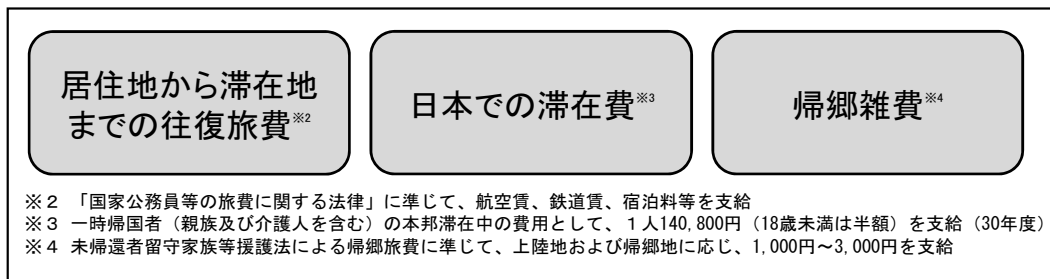 居住地から滞在地
までの往復旅費※2
日本での滞在費※3
帰郷雑費※4
※２ 「国家公務員等の旅費に関する法律」に準じて、航空賃、鉄道賃、宿泊料等を支給
※３ 一時帰国者（親族及び介護人を含む）の本邦滞在中の費用として、１人140,800円（18歳未満は半額）を支給（30年度）
※４ 未帰還者留守家族等援護法による帰郷旅費に準じて、上陸地および帰郷地に応じ、1,000円～3,000円を支給